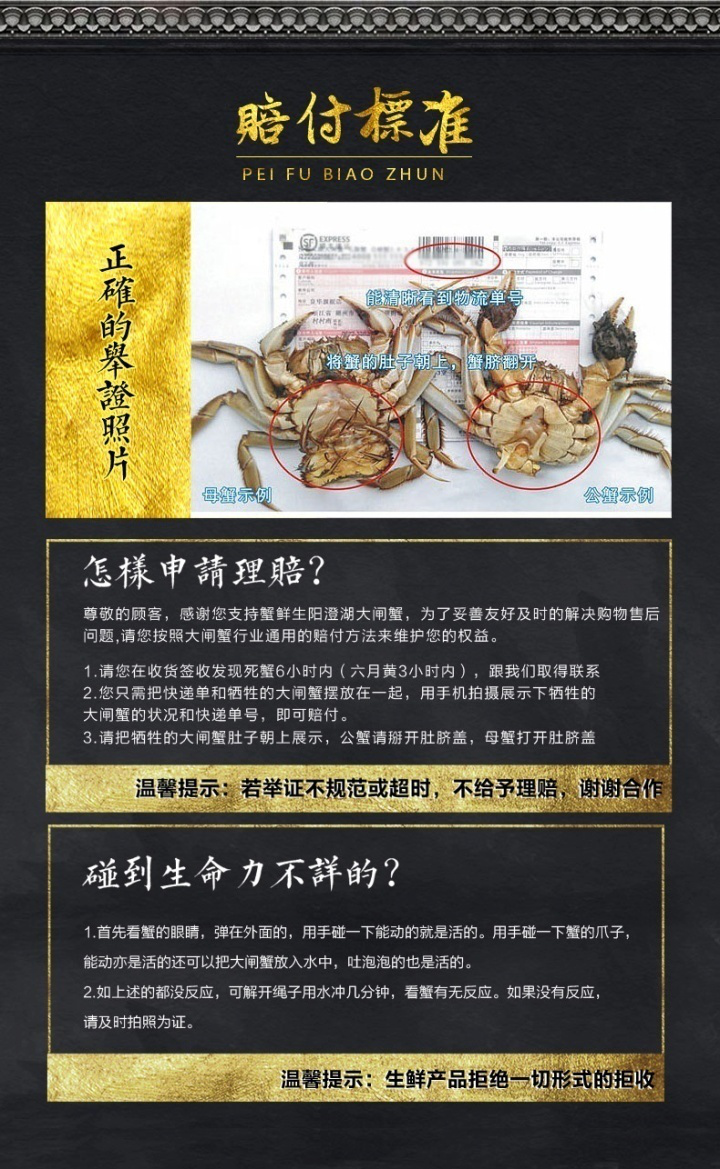 賠付標准
PEI FU BIAO ZHUN
正確的舉證照片
SF EXPRESS
能清晰看到物流单号
将蟹的肚子朝上，蟹脐翻开
母蟹示例
公蟹示例
怎樣申請理賠？
尊敬的顾客，感谢您支持蟹鲜生阳澄湖大闸蟹，为了妥善友好及时的解决购物售后
问题,请您按照大闸蟹行业通用的赔付方法来维护您的权益。
1.请您在收货签收发现死蟹6小时内（六月黄3小时内），跟我们取得联系
2.您只需把快递单和牺牲的大闸蟹摆放在一起，用手机拍摄展示下牺牲的
大闸蟹的状况和快递单号，即可赔付。
3.请把牺牲的大闸蟹肚子朝上展示，公蟹请掰开肚脐盖，母蟹打开肚脐盖
温馨提示：若举证不规范或超时，不给予理赔，谢谢合作
碰到生命力不詳的？
1.首先看蟹的眼睛，弹在外面的，用手碰一下能动的就是活的。用手碰一下蟹的爪子，
能动亦是活的还可以把大闸蟹放入水中，吐泡泡的也是活的。
2.如上述的都没反应，可解开绳子用水冲几分钟，看蟹有无反应。如果没有反应，
请及时拍照为证。
温馨提示：生鲜产品拒绝一切形式的拒收